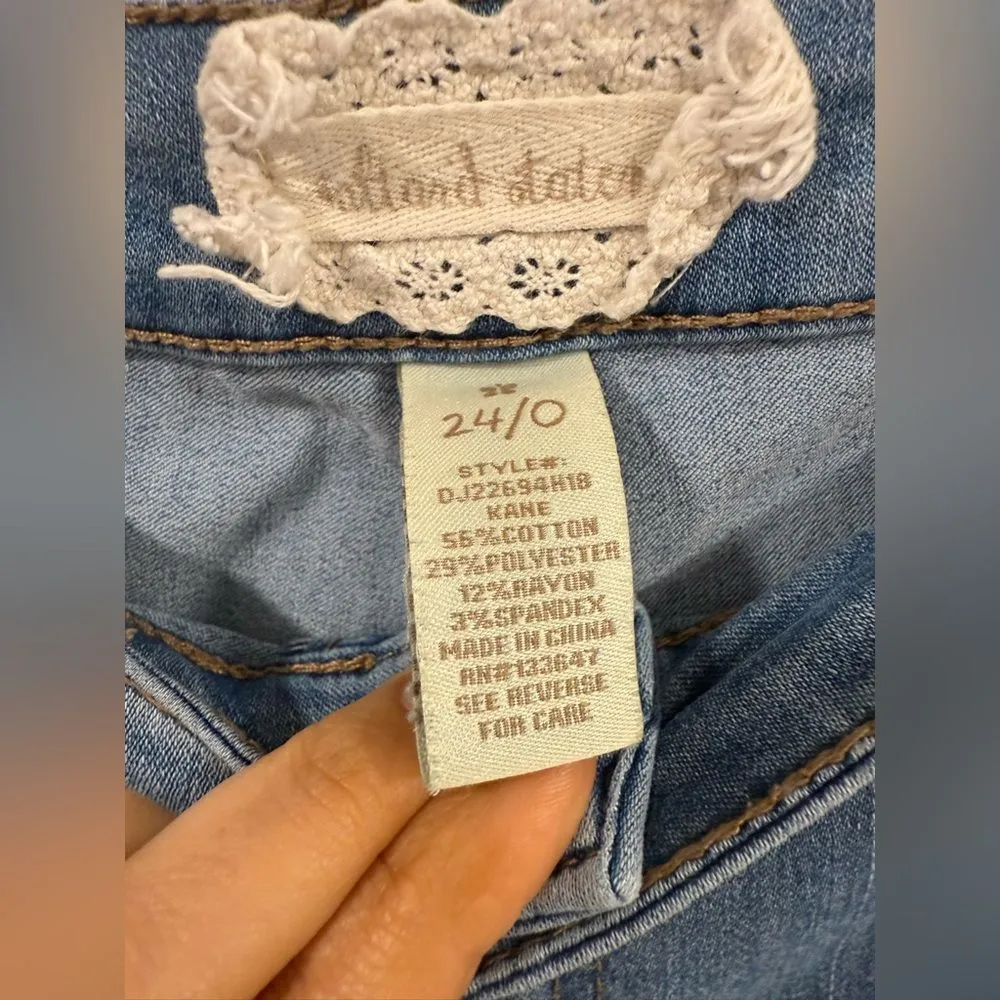 24/0
STYLE#:
DJ22694H18
KANE
56%COTTON
29%POLYESTER
12%RAYON
3%SPANDEX
MADE IN CHINA
RN#133647
SEE REVERSE
FOR CARE